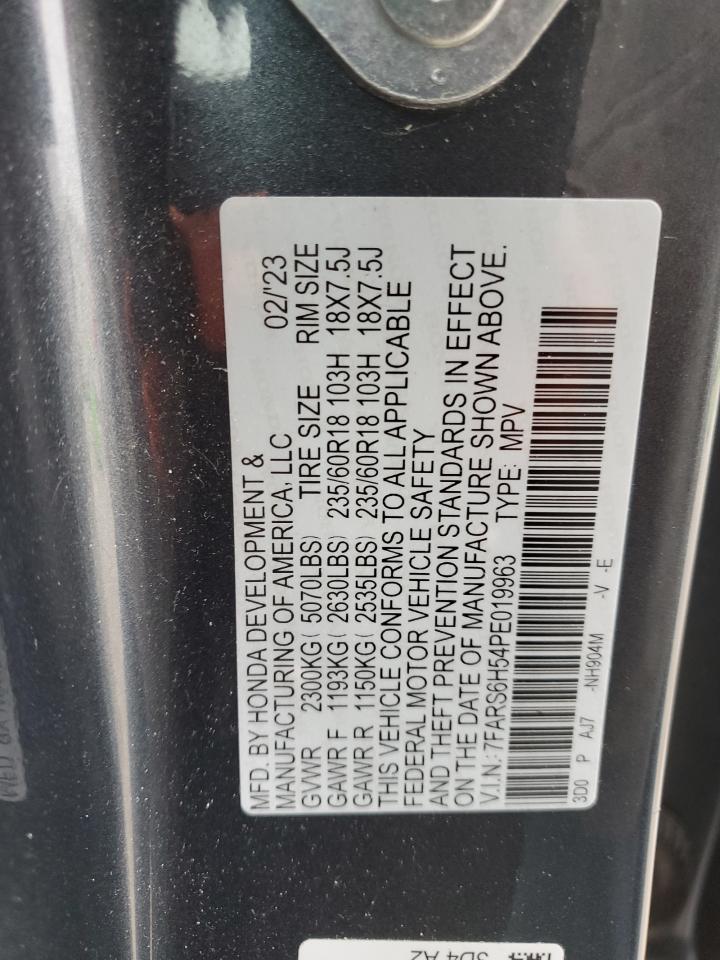 MFD. BY HONDA DEVELOPMENT &
MANUFACTURING OF AMERICA, LLC 02/'23
GVWR 2300KG( 5070LBS) TIRE SIZE RIM SIZE
GAWR F 1193KG( 2630LBS) 235/60R18 103H 18X7.5J
GAWR R 1150KG( 2535LBS) 235/60R18 103H 18X7.5J
THIS VEHICLE CONFORMS TO ALL APPLICABLE
FEDERAL MOTOR VEHICLE SAFETY
AND THEFT PREVENTION STANDARDS IN EFFECT
ON THE DATE OF MANUFACTURE SHOWN ABOVE.
V.I.N.: 7FARS6H54PE019963 TYPE: MPV
3D0 P AJ7 -NH904M -V -E
3D4 A2